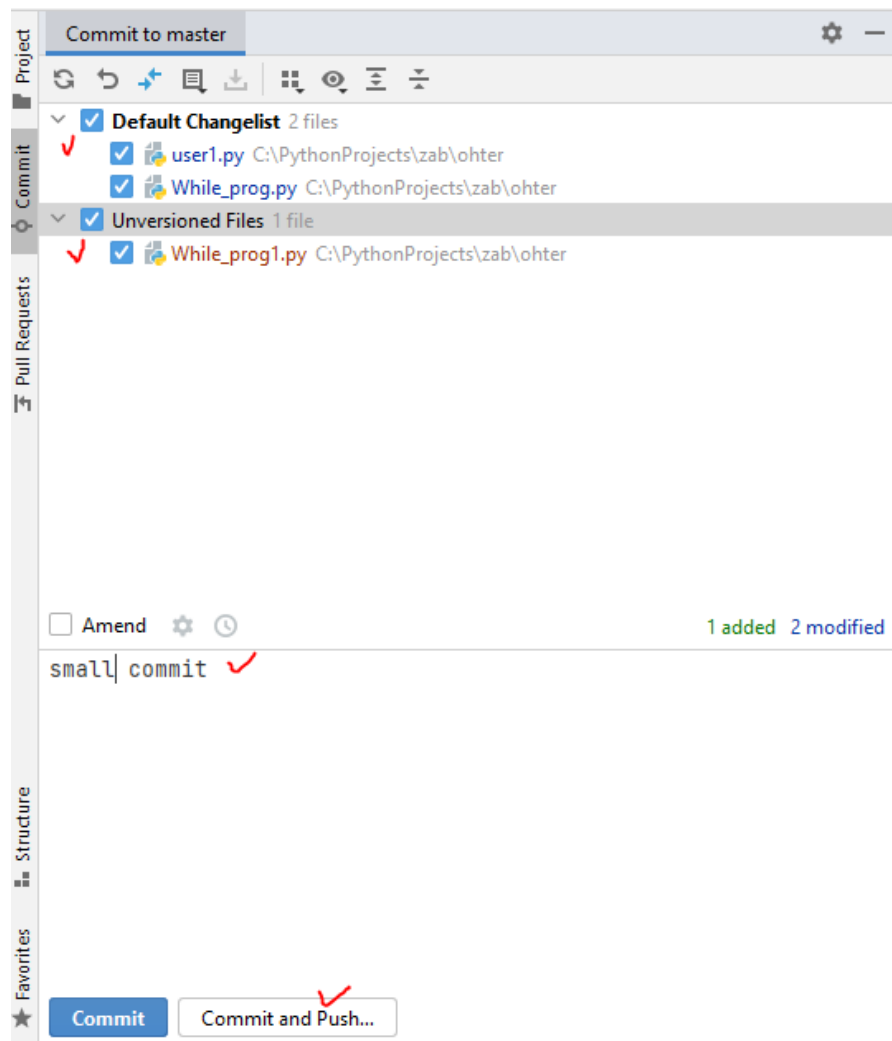 Commit to master
Project
Commit
Pull Requests
Structure
Favorites
Default Changelist 2 files
user1.py C:\PythonProjects\zab\ohter
While_prog.py C:\PythonProjects\zab\ohter
Unversioned Files 1 file
While_prog1.py C:\PythonProjects\zab\ohter
Amend 1 added 2 modified
small commit
Commit Commit and Push...